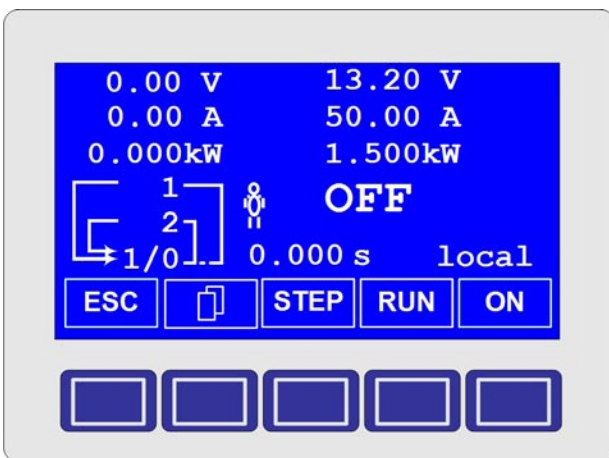 0.00 V 13.20 V
0.00 A 50.00 A
0.000kW 1.500kW
1
OFF
2
1/0 0.000 s local
ESC STEP RUN ON